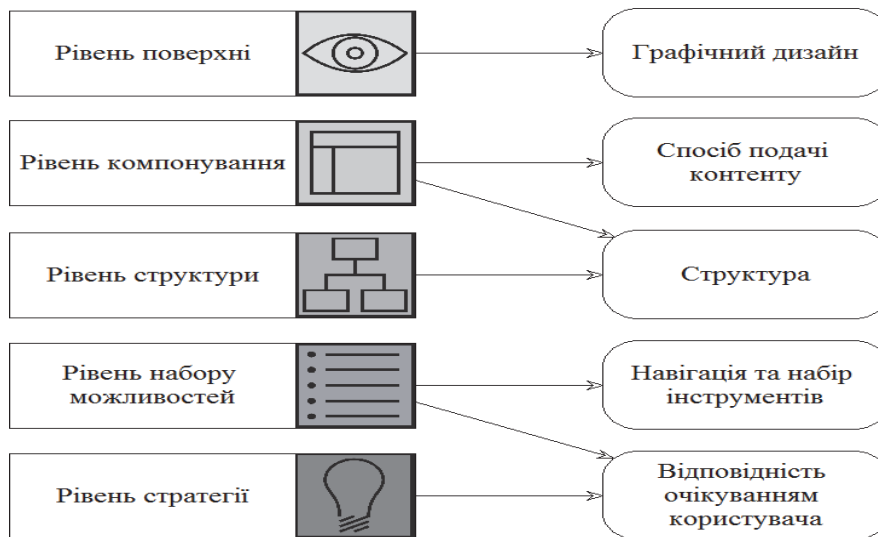 Рівень поверхні
Графічний дизайн
Рівень компонування
Спосіб подачі
контенту
Рівень структури
Структура
Рівень набору
можливостей
Навігація та набір
інструментів
Рівень стратегії
Відповідність
очікуванням
користувача